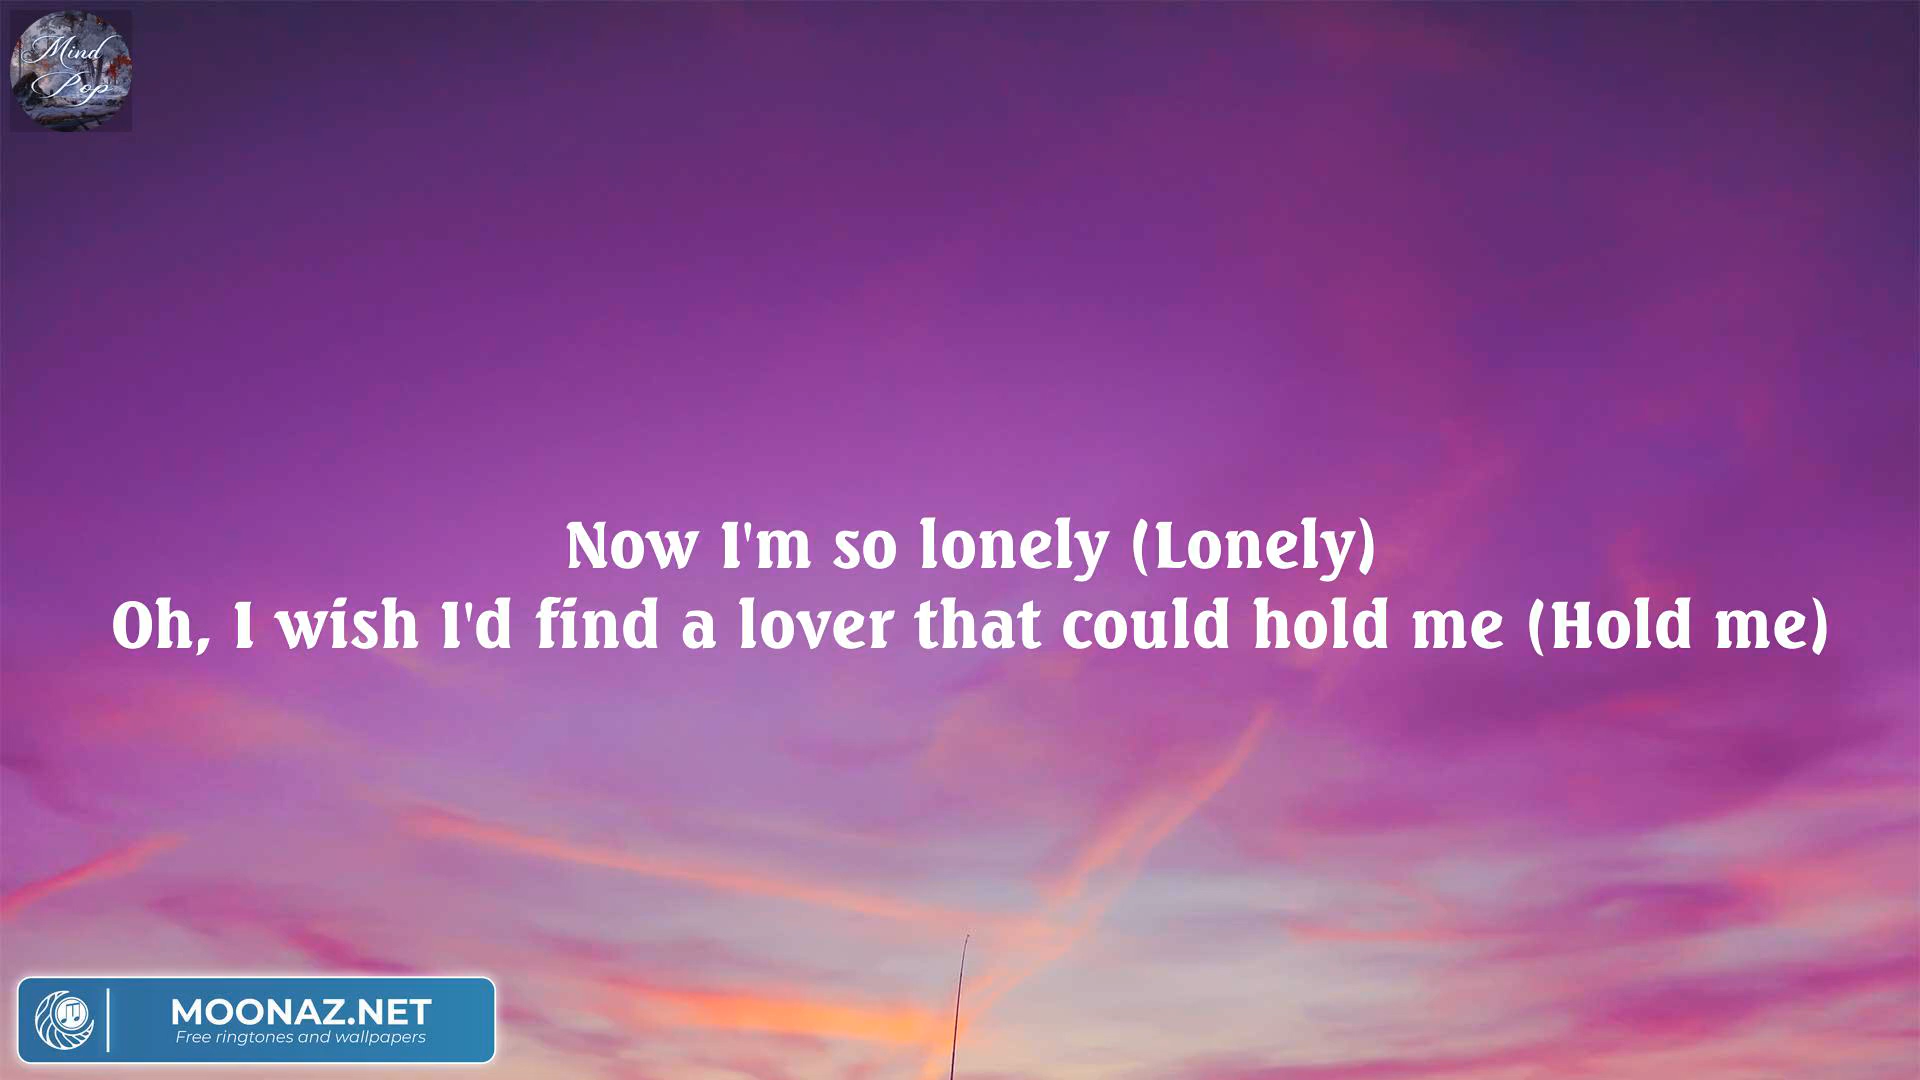 Mind
Pop
Now I'm so lonely (Lonely)
Oh, I wish I'd find a lover that could hold me (Hold me)
MOONAZ.NET
Free ringtones and wallpapers